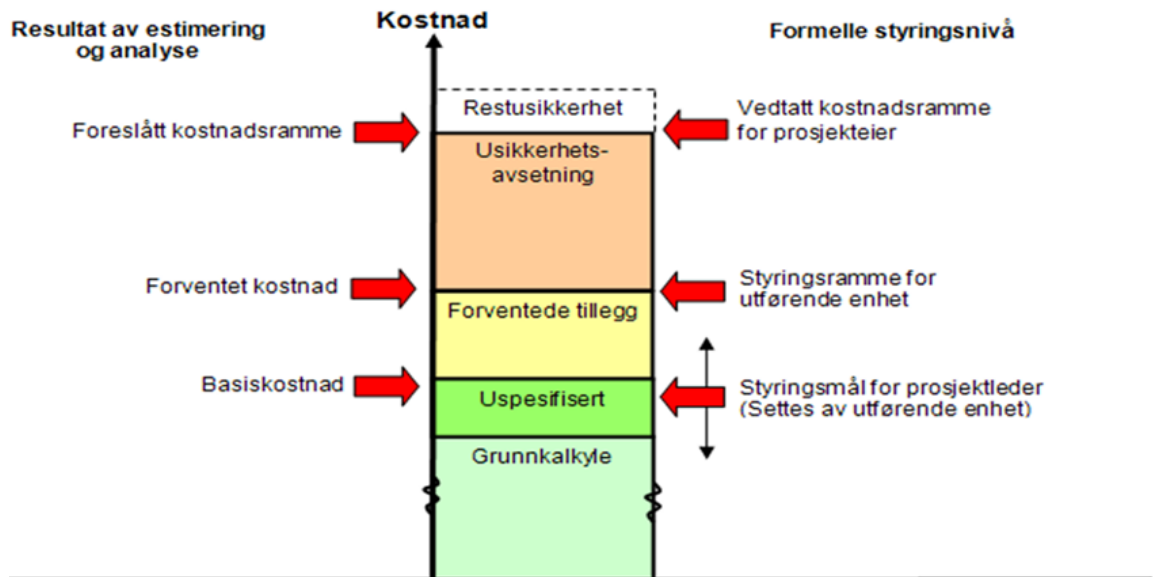 Resultat av estimering
og analyse
Kostnad
Formelle styringsnivå
Restusikkerhet
Foreslått kostnadsramme
Vedtatt kostnadsramme
for prosjekteier
Usikkerhets-
avsetning
Forventet kostnad
Styringsramme for
utførende enhet
Forventede tillegg
Basiskostnad
Uspesifisert
Styringsmål for prosjektleder
(Settes av utførende enhet)
Grunnkalkyle